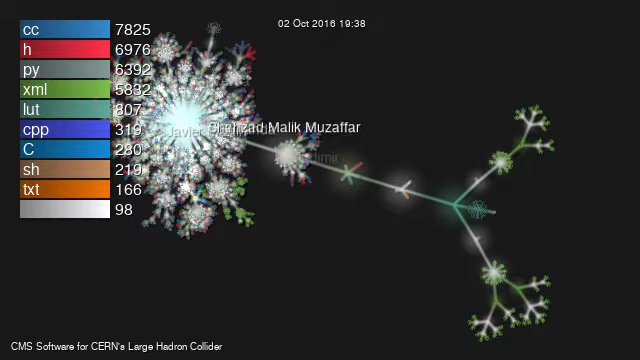 02 Oct 2016 19:38
cc 7825
h 6976
py 6392
xml 5832
lut 807
cpp 319
C 280
sh 219
txt 166
98
Shahzad Malik Muzaffar
CMS Software for CERN's Large Hadron Collider